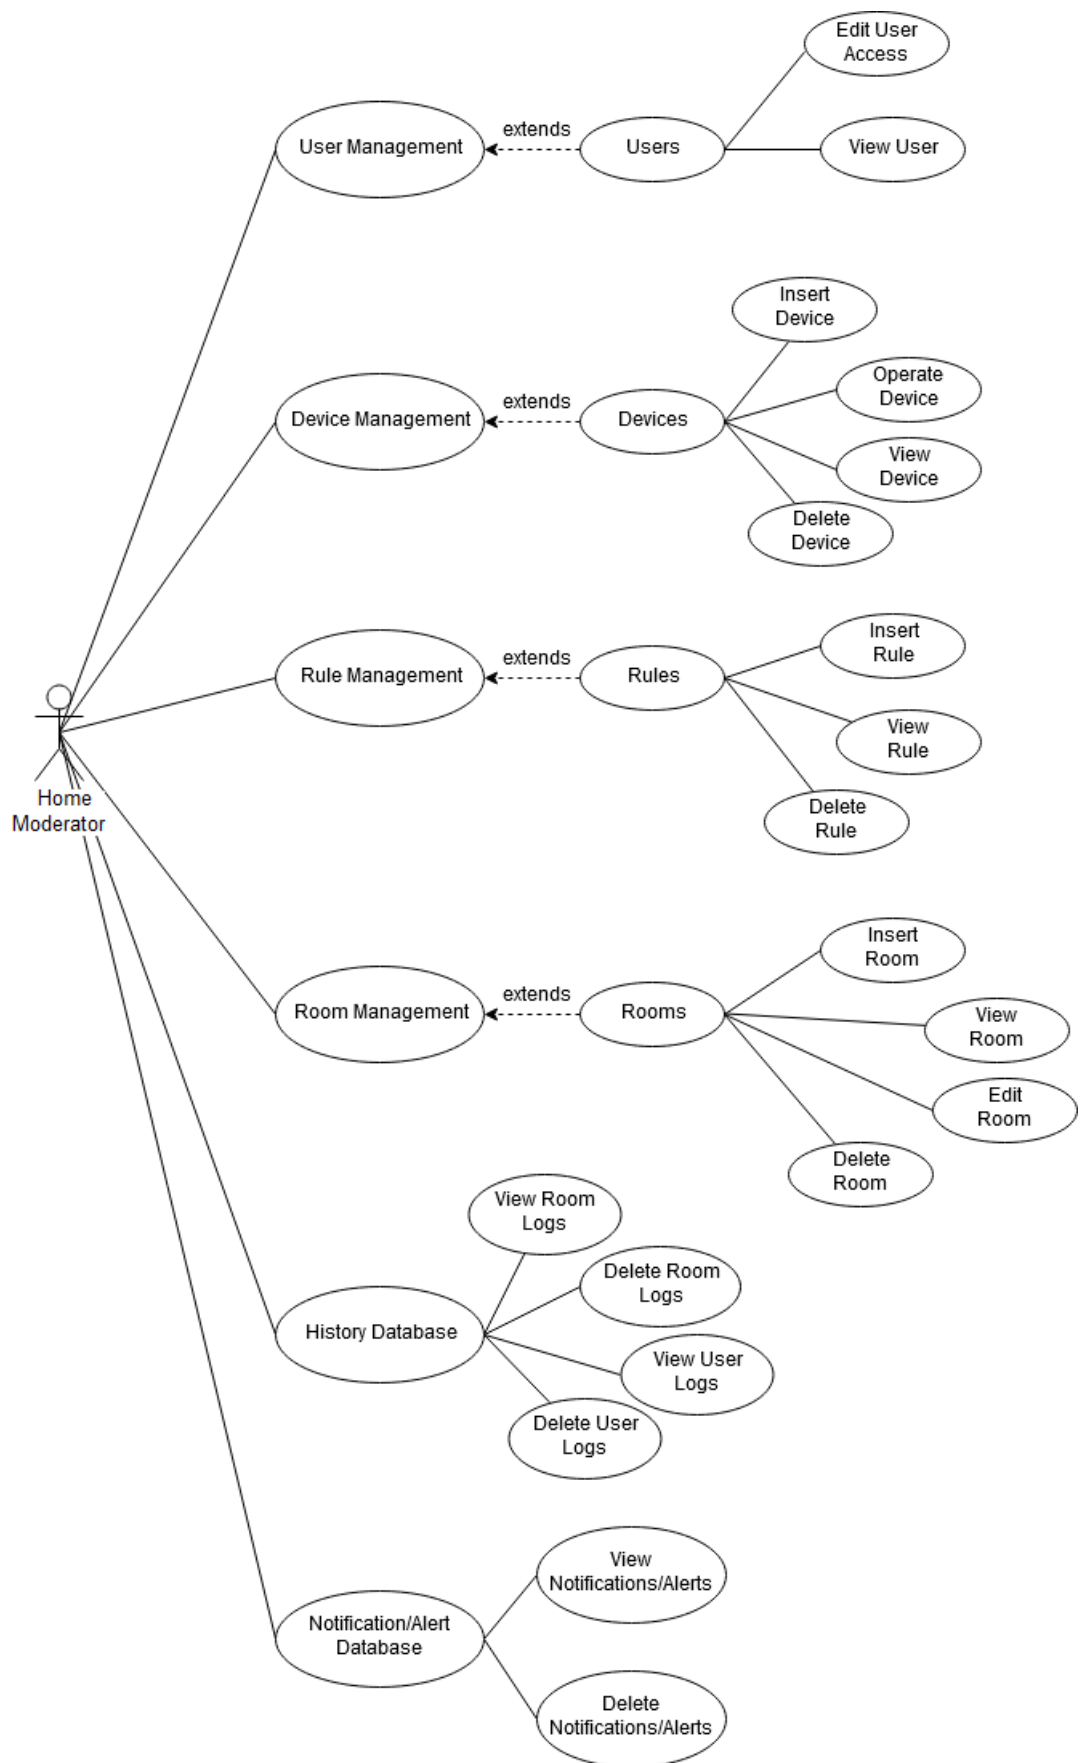 Edit User
Access
User Management
extends
Users
View User
Insert
Device
Operate
Device
Device Management
extends
Devices
View
Device
Delete
Device
Insert
Rule
Rule Management
extends
Rules
View
Rule
Delete
Rule
Home
Moderator
Insert
Room
Room Management
extends
Rooms
View
Room
Edit
Room
Delete
Room
View Room
Logs
Delete Room
Logs
History Database
View User
Logs
Delete User
Logs
View
Notifications/Alerts
Notification/Alert
Database
Delete
Notifications/Alerts